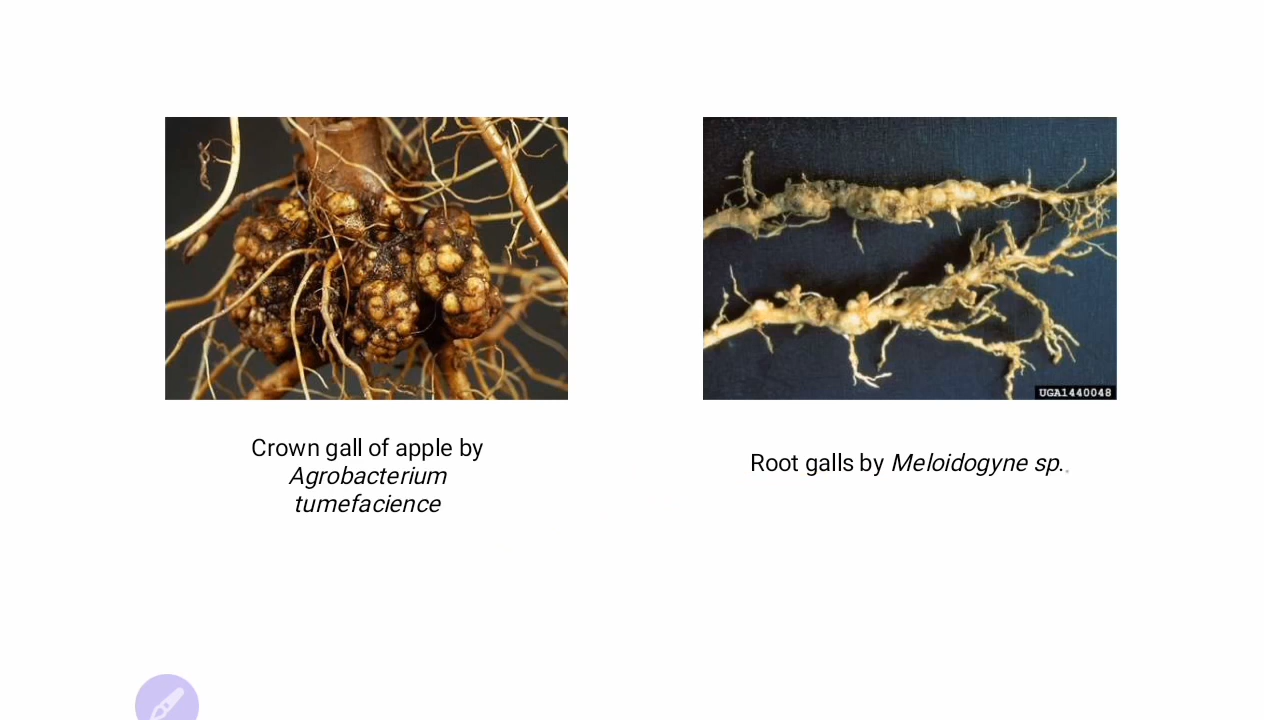 UGA1440048
Crown gall of apple by
Agrobacterium
tumefacience
Root galls by Meloidogyne sp..